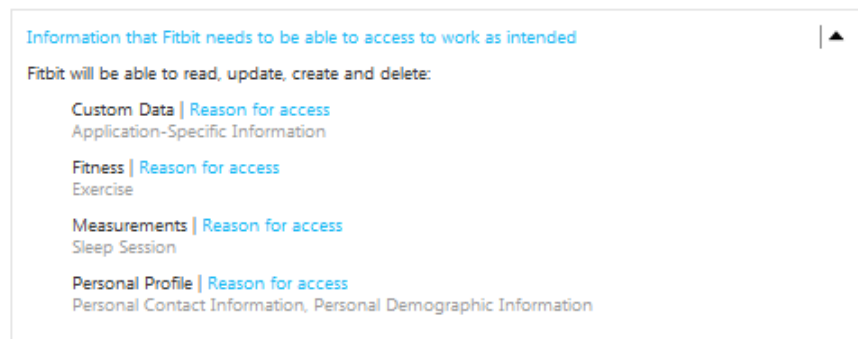 Information that Fitbit needs to be able to access to work as intended
Fitbit will be able to read, update, create and delete:
Custom Data | Reason for access
Application-Specific Information
Fitness | Reason for access
Exercise
Measurements | Reason for access
Sleep Session
Personal Profile | Reason for access
Personal Contact Information, Personal Demographic Information